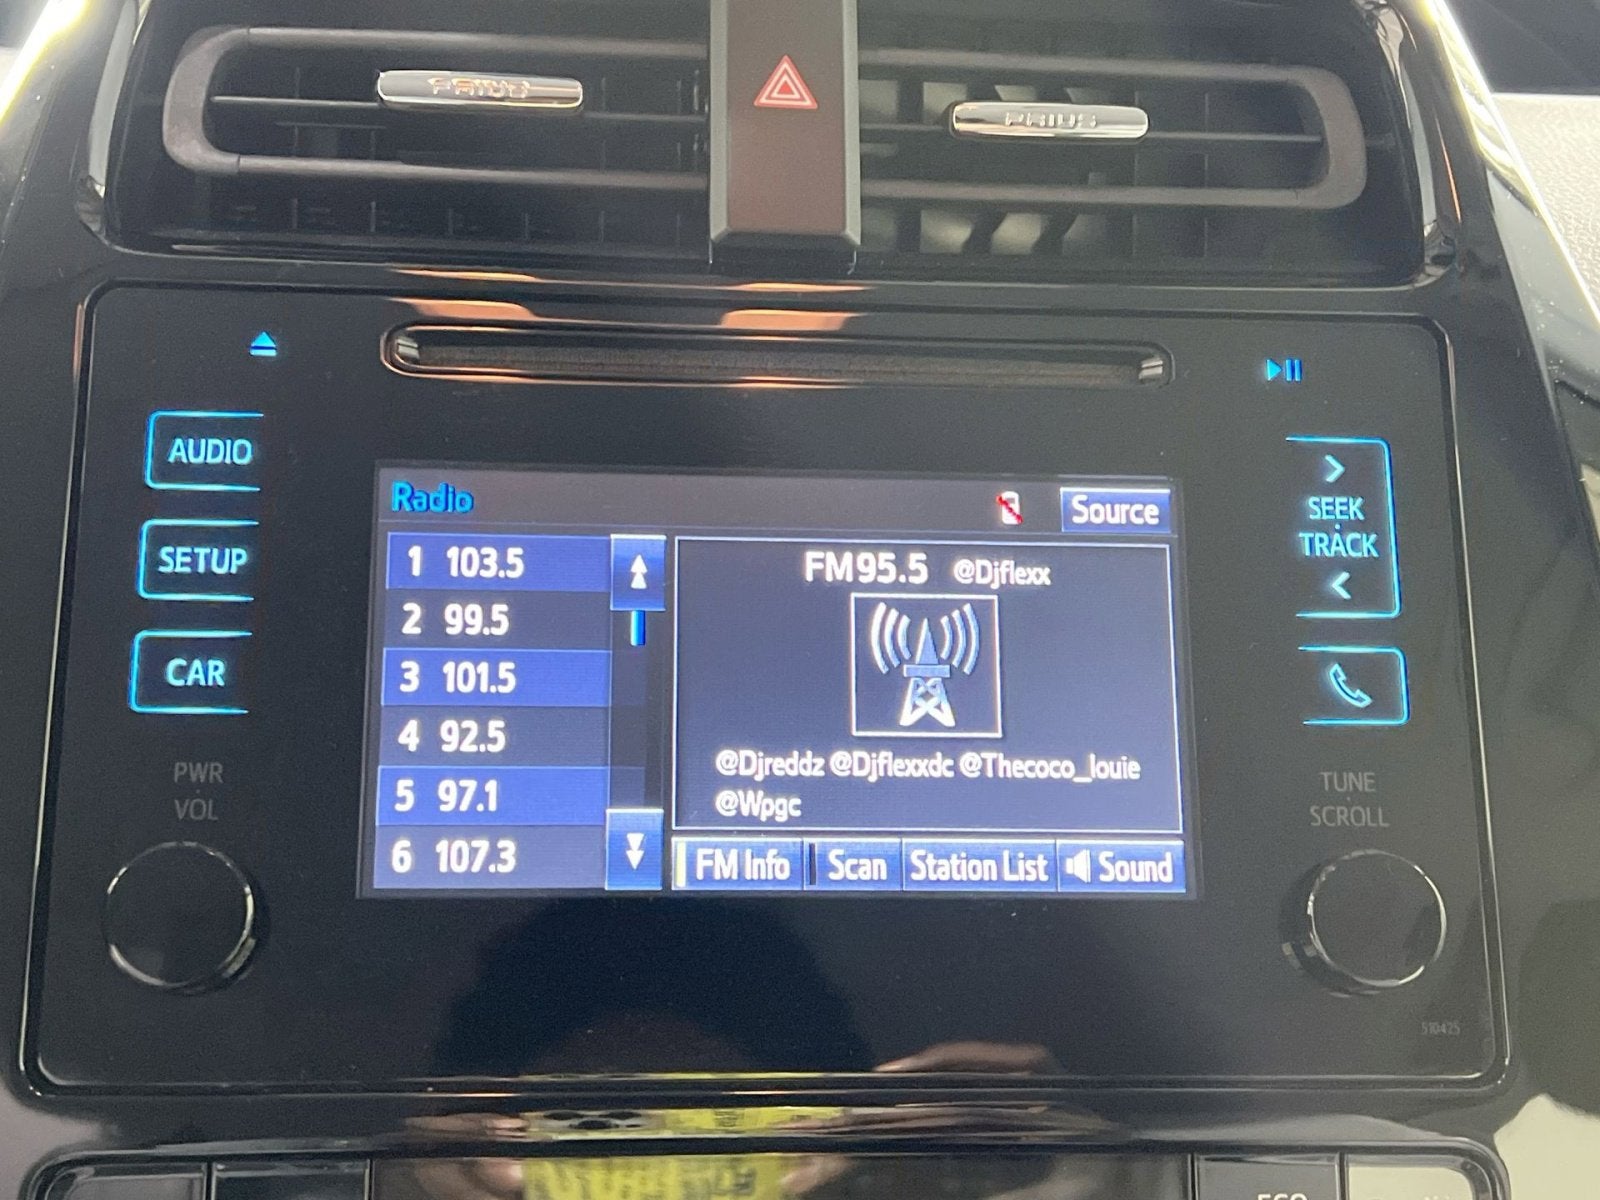 PRIUS
PRIUS
AUDIO
SETUP
CAR
PWR
VOL
Radio
Source
1 103.5
2 99.5
3 101.5
4 92.5
5 97.1
6 107.3
FM95.5 @Djflexx
@Djreddz @Djflexxdc @Thecoco_louie
@Wpgc
FM Info
Scan
Station List
Sound
SEEK
TRACK
TUNE
SCROLL
510425
ECO